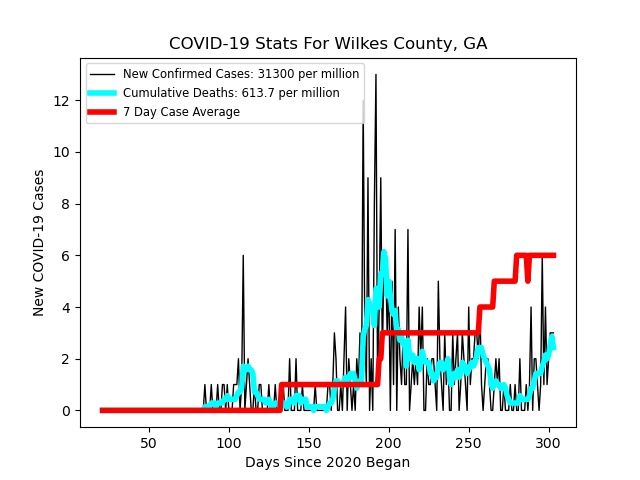 COVID-19 Stats For Wilkes County, GA
New Confirmed Cases: 31300 per million
Cumulative Deaths: 613.7 per million
7 Day Case Average
New COVID-19 Cases
12
10
8
6
4
2
0
50 100 150 200 250 300
Days Since 2020 Began